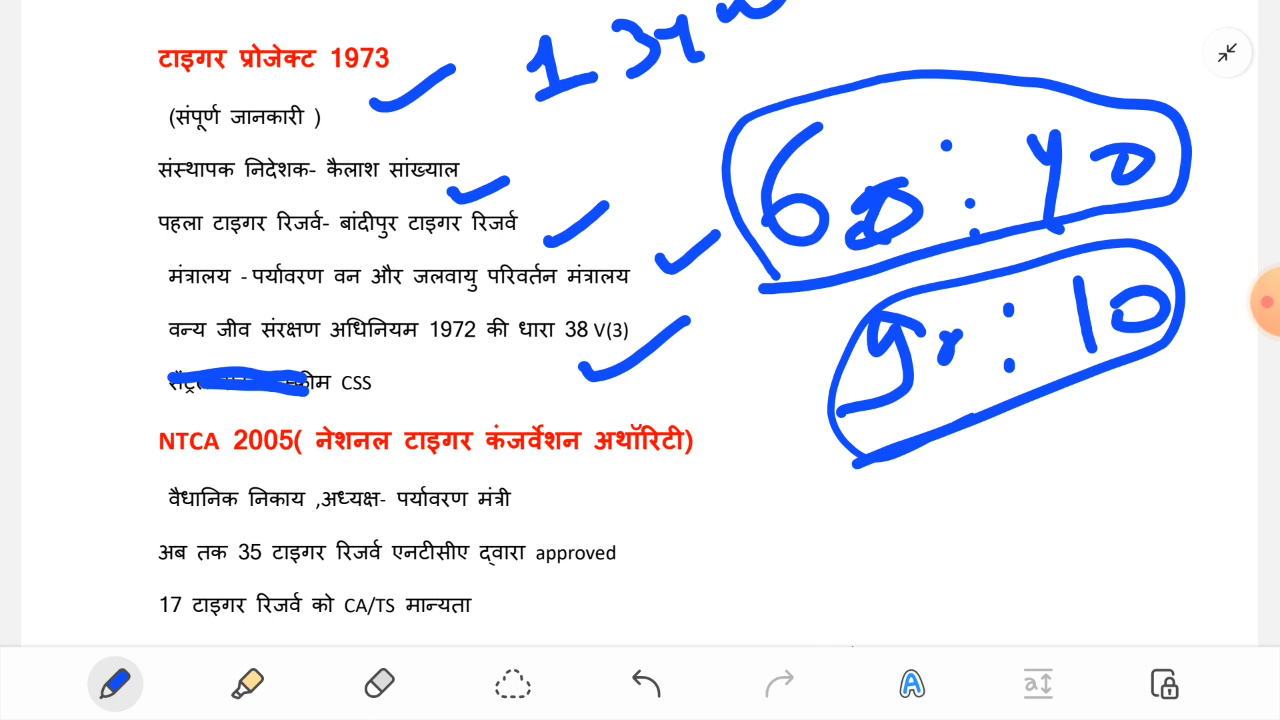 टाइगर प्रोजेक्ट 1973
(संपूर्ण जानकारी )
संस्थापक निदेशक- कैलाश सांख्याल
पहला टाइगर रिजर्व- बांदीपुर टाइगर रिजर्व
मंत्रालय - पर्यावरण वन और जलवायु परिवर्तन मंत्रालय
वन्य जीव संरक्षण अधिनियम 1972 की धारा 38 V(3)
CSS
NTCA 2005( नेशनल टाइगर कंजर्वेशन अथॉरिटी)
वैधानिक निकाय ,अध्यक्ष- पर्यावरण मंत्री
अब तक 35 टाइगर रिजर्व एनटीसीए द्वारा approved
17 टाइगर रिजर्व को CA/TS मान्यता
60 : 40
90 : 10